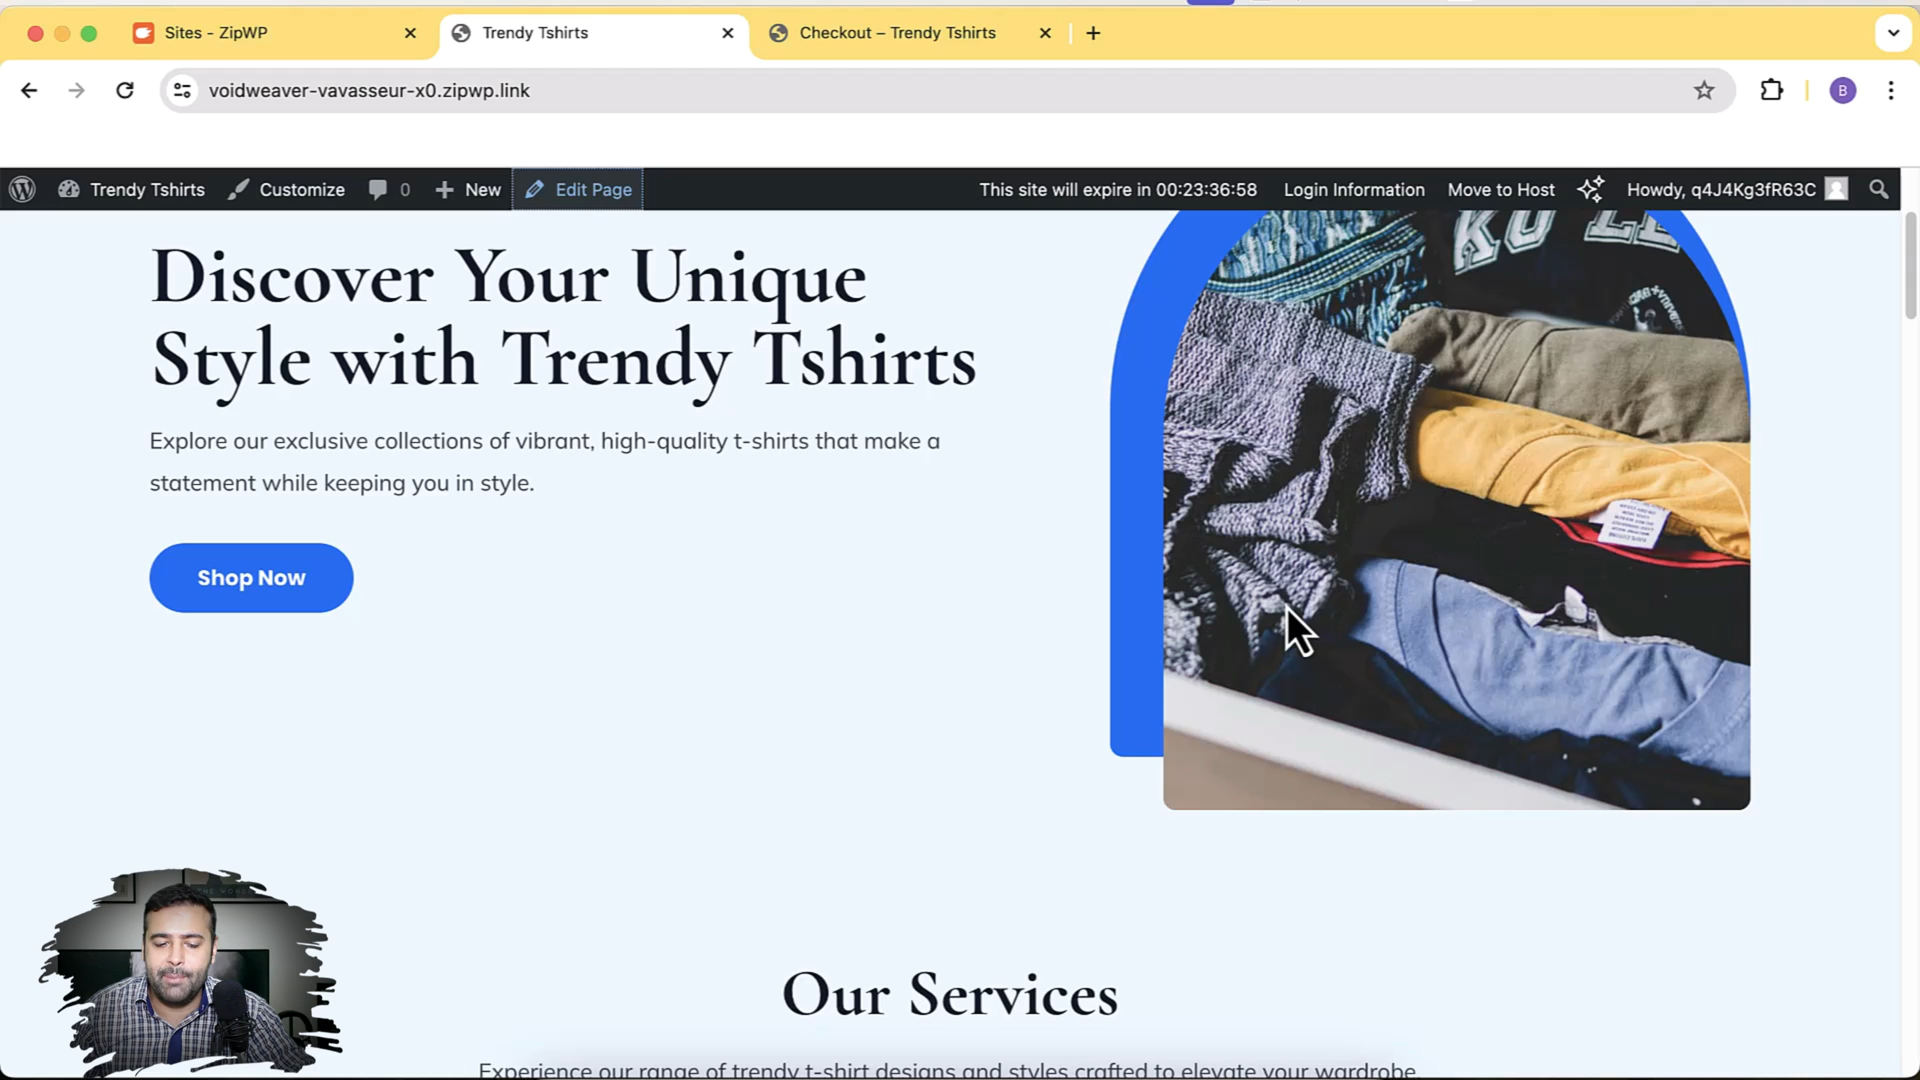 Sites - ZipWP
Trendy Tshirts
Checkout – Trendy Tshirts
voidweaver-vavasseur-x0.zipwp.link
B
Trendy Tshirts
Customize
0
New
Edit Page
This site will expire in 00:23:36:58
Login Information
Move to Host
Howdy, q4J4Kg3fR63C
Discover Your Unique
Style with Trendy Tshirts
Explore our exclusive collections of vibrant, high-quality t-shirts that make a
statement while keeping you in style.
Shop Now
Our Services
Experience our range of trendy t-shirt designs and styles crafted to elevate your wardrobe.